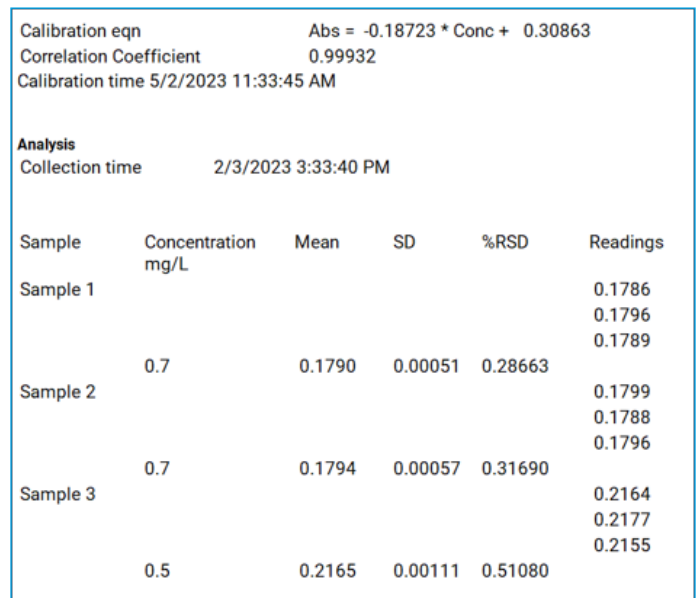 Calibration eqn Abs = -0.18723 * Conc + 0.30863
Correlation Coefficient 0.99932
Calibration time 5/2/2023 11:33:45 AM
Analysis
Collection time 2/3/2023 3:33:40 PM
Sample Concentration mg/L Mean SD %RSD Readings
Sample 1 0.1786
0.1796
0.1789
0.7 0.1790 0.00051 0.28663
Sample 2 0.1799
0.1788
0.1796
0.7 0.1794 0.00057 0.31690
Sample 3 0.2164
0.2177
0.2155
0.5 0.2165 0.00111 0.51080